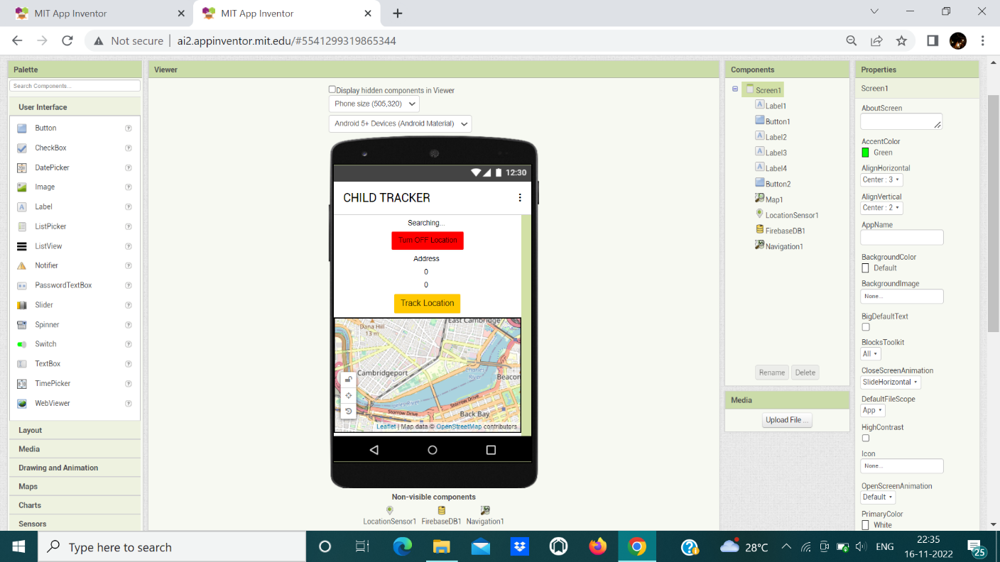 MIT App Inventor
MIT App Inventor
Not secure
ai2.appinventor.mit.edu/#5541299319865344
Palette
Search Components...
User Interface
Button
CheckBox
DatePicker
Image
Label
ListPicker
ListView
Notifier
PasswordTextBox
Slider
Spinner
Switch
TextBox
TimePicker
WebViewer
Layout
Media
Drawing and Animation
Maps
Charts
Sensors
Viewer
Display hidden components in Viewer
Phone size (505,320)
Android 5+ Devices (Android Material)
12:30
CHILD TRACKER
Searching...
Turn OFF Location
Address
0
0
Track Location
East Cambridge
Dana Hill
13 m
Cambridgeport
Charles River
Beacon
Charles River
Storrow Drive
Storrow Drive
Back Bay
Leaflet | Map data © OpenStreetMap contributors
Non-visible components
LocationSensor1
FirebaseDB1
Navigation1
Components
Screen1
Label1
Button1
Label2
Label3
Label4
Button2
Map1
LocationSensor1
FirebaseDB1
Navigation1
Rename
Delete
Media
Upload File ...
Properties
Screen1
AboutScreen
AccentColor
Green
AlignHorizontal
Center : 3
AlignVertical
Center : 2
AppName
BackgroundColor
Default
BackgroundImage
None...
BigDefaultText
BlocksToolkit
All
CloseScreenAnimation
SlideHorizontal
DefaultFileScope
App
HighContrast
Icon
None...
OpenScreenAnimation
Default
PrimaryColor
White
Type here to search
28°C
ENG
22:35
16-11-2022
25